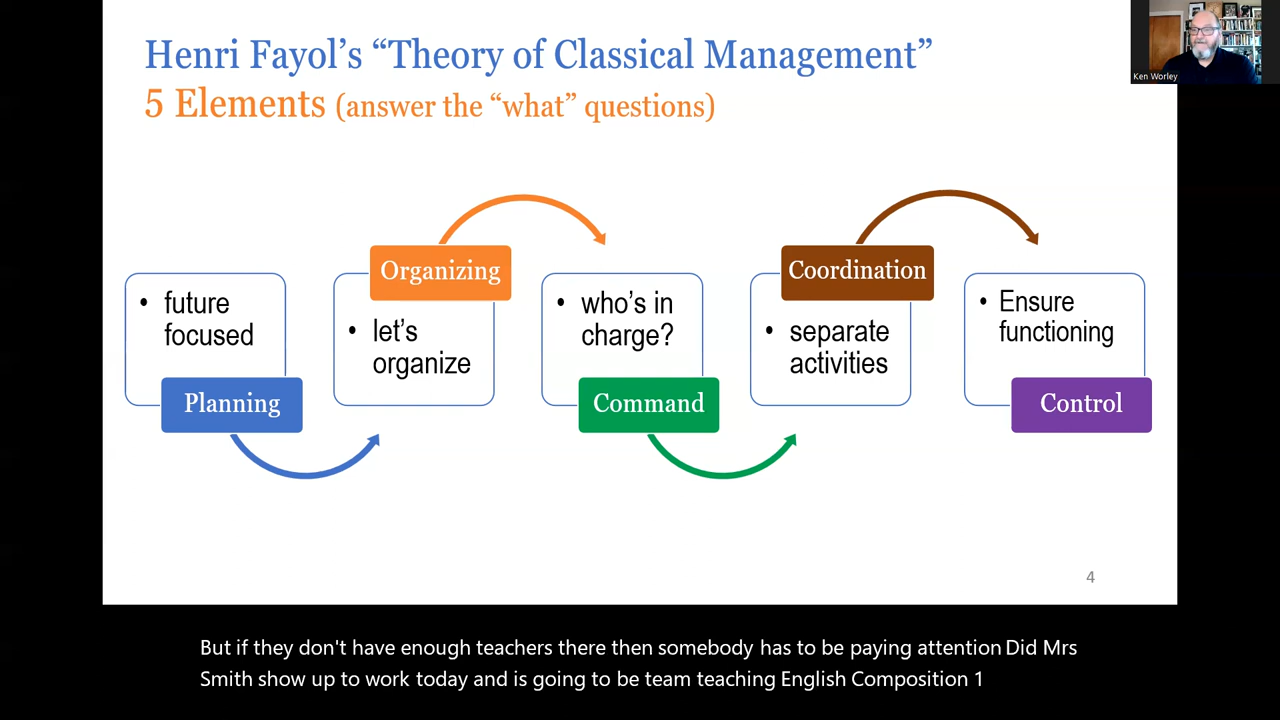 Henri Fayol’s “Theory of Classical Management”
5 Elements (answer the “what” questions)
Ken Worley
• future
focused
Planning
Organizing
• let’s
organize
• who’s in
charge?
Command
Coordination
• separate
activities
• Ensure
functioning
Control
4
But if they don't have enough teachers there then somebody has to be paying attention Did Mrs
Smith show up to work today and is going to be team teaching English Composition 1